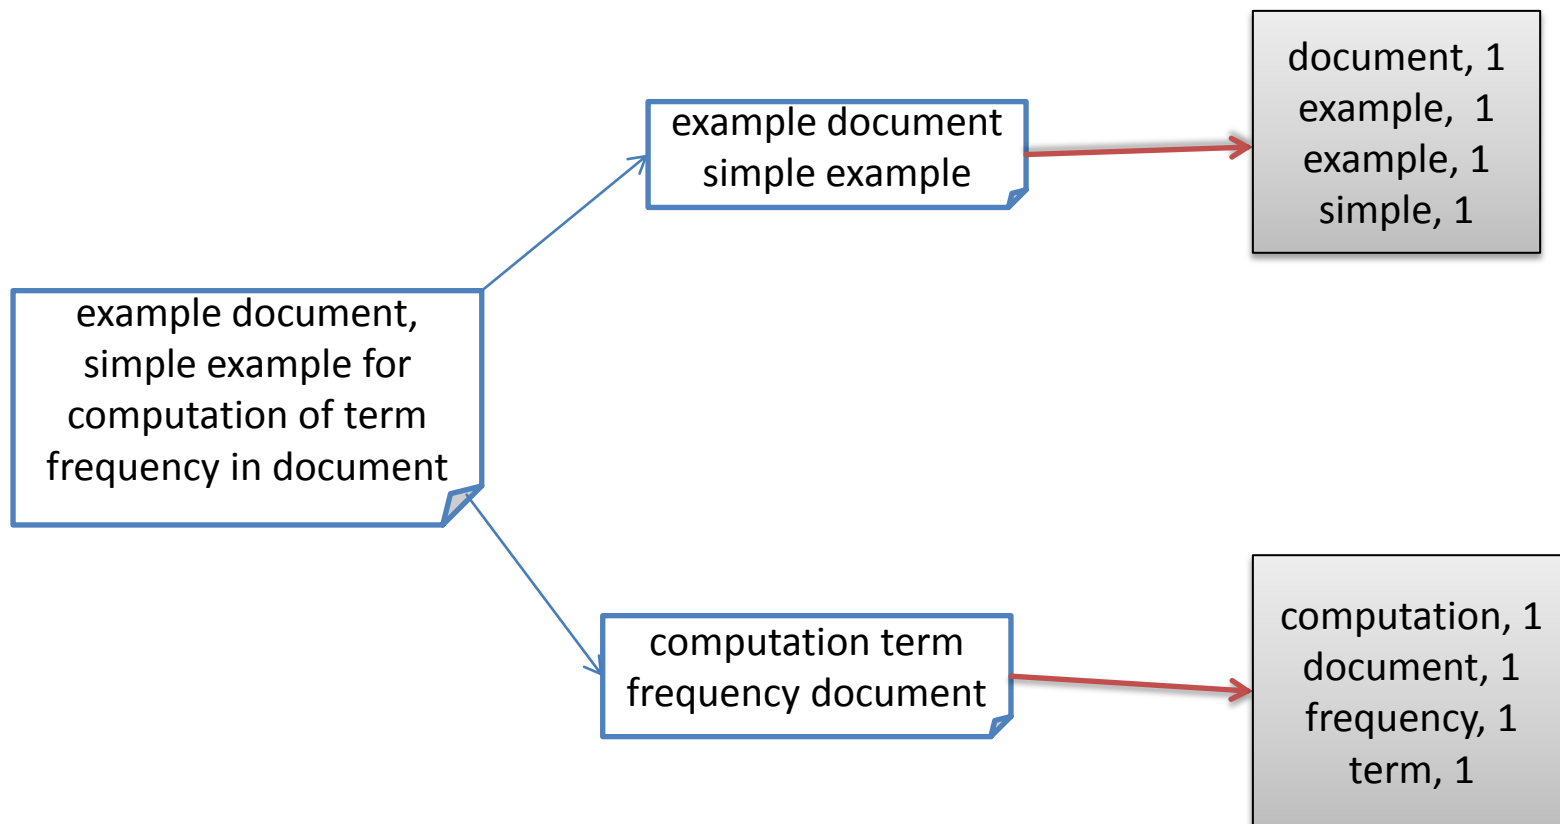 example document,
simple example for
computation of term
frequency in document
example document
simple example
document, 1
example,  1
example, 1
simple, 1
computation term
frequency document
computation, 1
document, 1
frequency, 1
term, 1